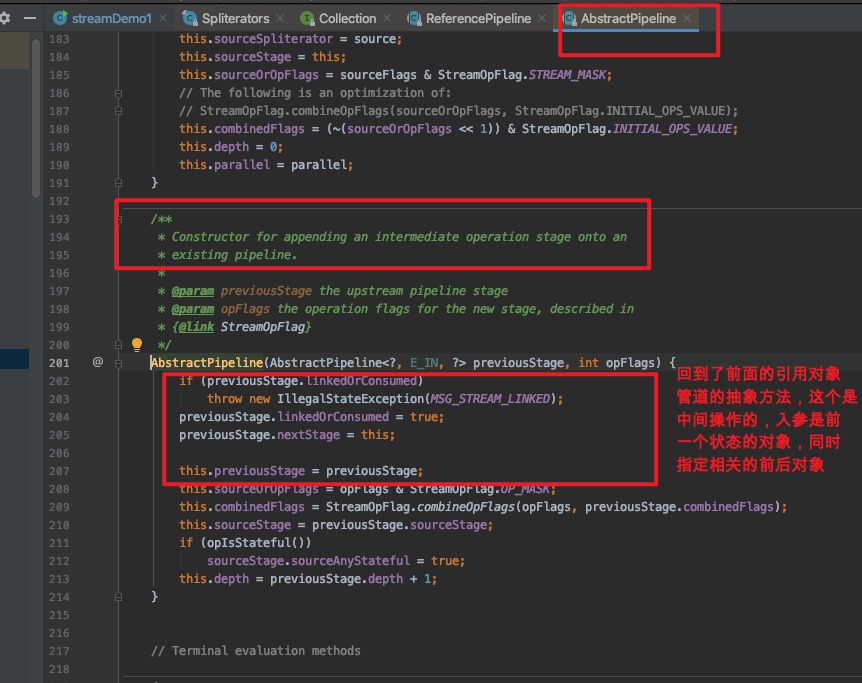 streamDemo1 × Spliterators × Collection × ReferencePipeline × AbstractPipeline ×
183 this.sourceSpliterator = source;
184 this.sourceStage = this;
185 this.sourceOrOpFlags = sourceFlags & StreamOpFlag.STREAM_MASK;
186 // The following is an optimization of:
187 // StreamOpFlag.combineOpFlags(sourceOrOpFlags, StreamOpFlag.INITIAL_OPS_VALUE);
188 this.combinedFlags = (~(sourceOrOpFlags << 1)) & StreamOpFlag.INITIAL_OPS_VALUE;
189 this.depth = 0;
190 this.parallel = parallel;
191 }
192
193 /**
194 * Constructor for appending an intermediate operation stage onto an
195 * existing pipeline.
196 *
197 * @param previousStage the upstream pipeline stage
198 * @param opFlags the operation flags for the new stage, described in
199 * {@link StreamOpFlag}
200 */
201 @ AbstractPipeline(AbstractPipeline<?, E_IN, ?> previousStage, int opFlags) {
202 if (previousStage.linkedOrConsumed)
203 throw new IllegalStateException(MSG_STREAM_LINKED);
204 previousStage.linkedOrConsumed = true;
205 previousStage.nextStage = this;
206
207 this.previousStage = previousStage;
208 this.sourceOrOpFlags = opFlags & StreamOpFlag.OP_MASK;
209 this.combinedFlags = StreamOpFlag.combineOpFlags(opFlags, previousStage.combinedFlags);
210 this.sourceStage = previousStage.sourceStage;
211 if (opIsStateful())
212 sourceStage.sourceAnyStateful = true;
213 this.depth = previousStage.depth + 1;
214 }
215
216
217 // Terminal evaluation methods
218
回到了前面的引用对象
管道的抽象方法，这个是
中间操作的，入参是前
一个状态的对象，同时
指定相关的前后对象